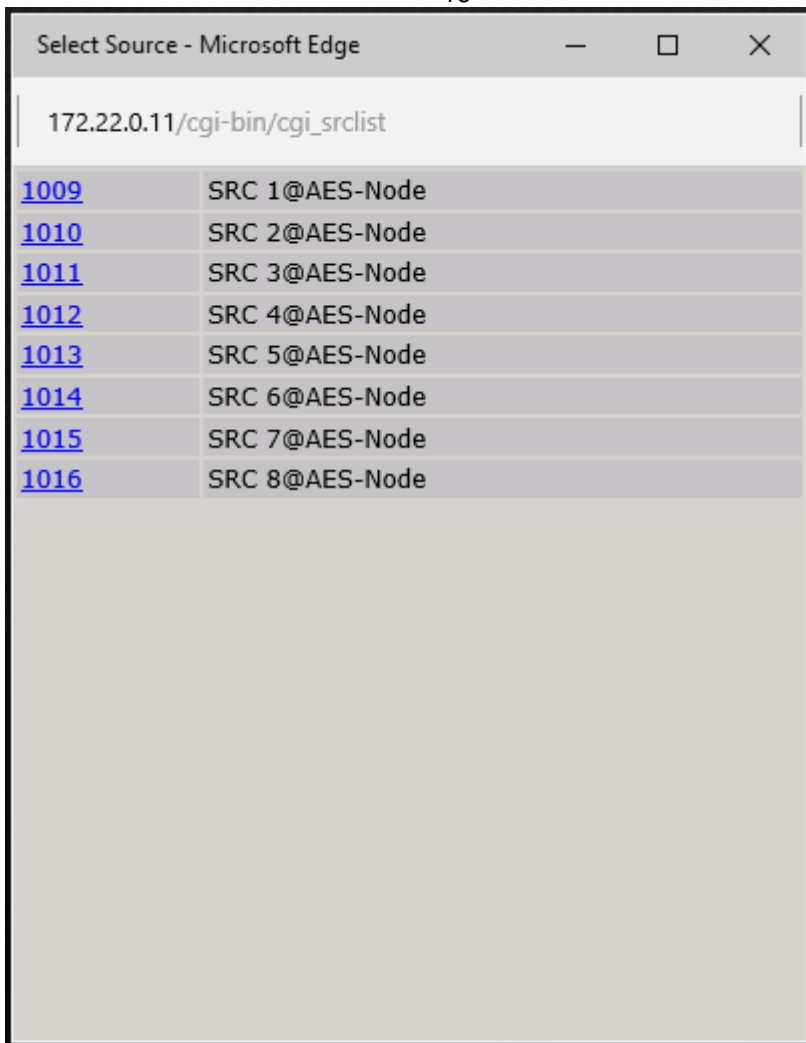 Select Source - Microsoft Edge
172.22.0.11/cgi-bin/cgi_srclist
1009 SRC 1@AES-Node
1010 SRC 2@AES-Node
1011 SRC 3@AES-Node
1012 SRC 4@AES-Node
1013 SRC 5@AES-Node
1014 SRC 6@AES-Node
1015 SRC 7@AES-Node
1016 SRC 8@AES-Node